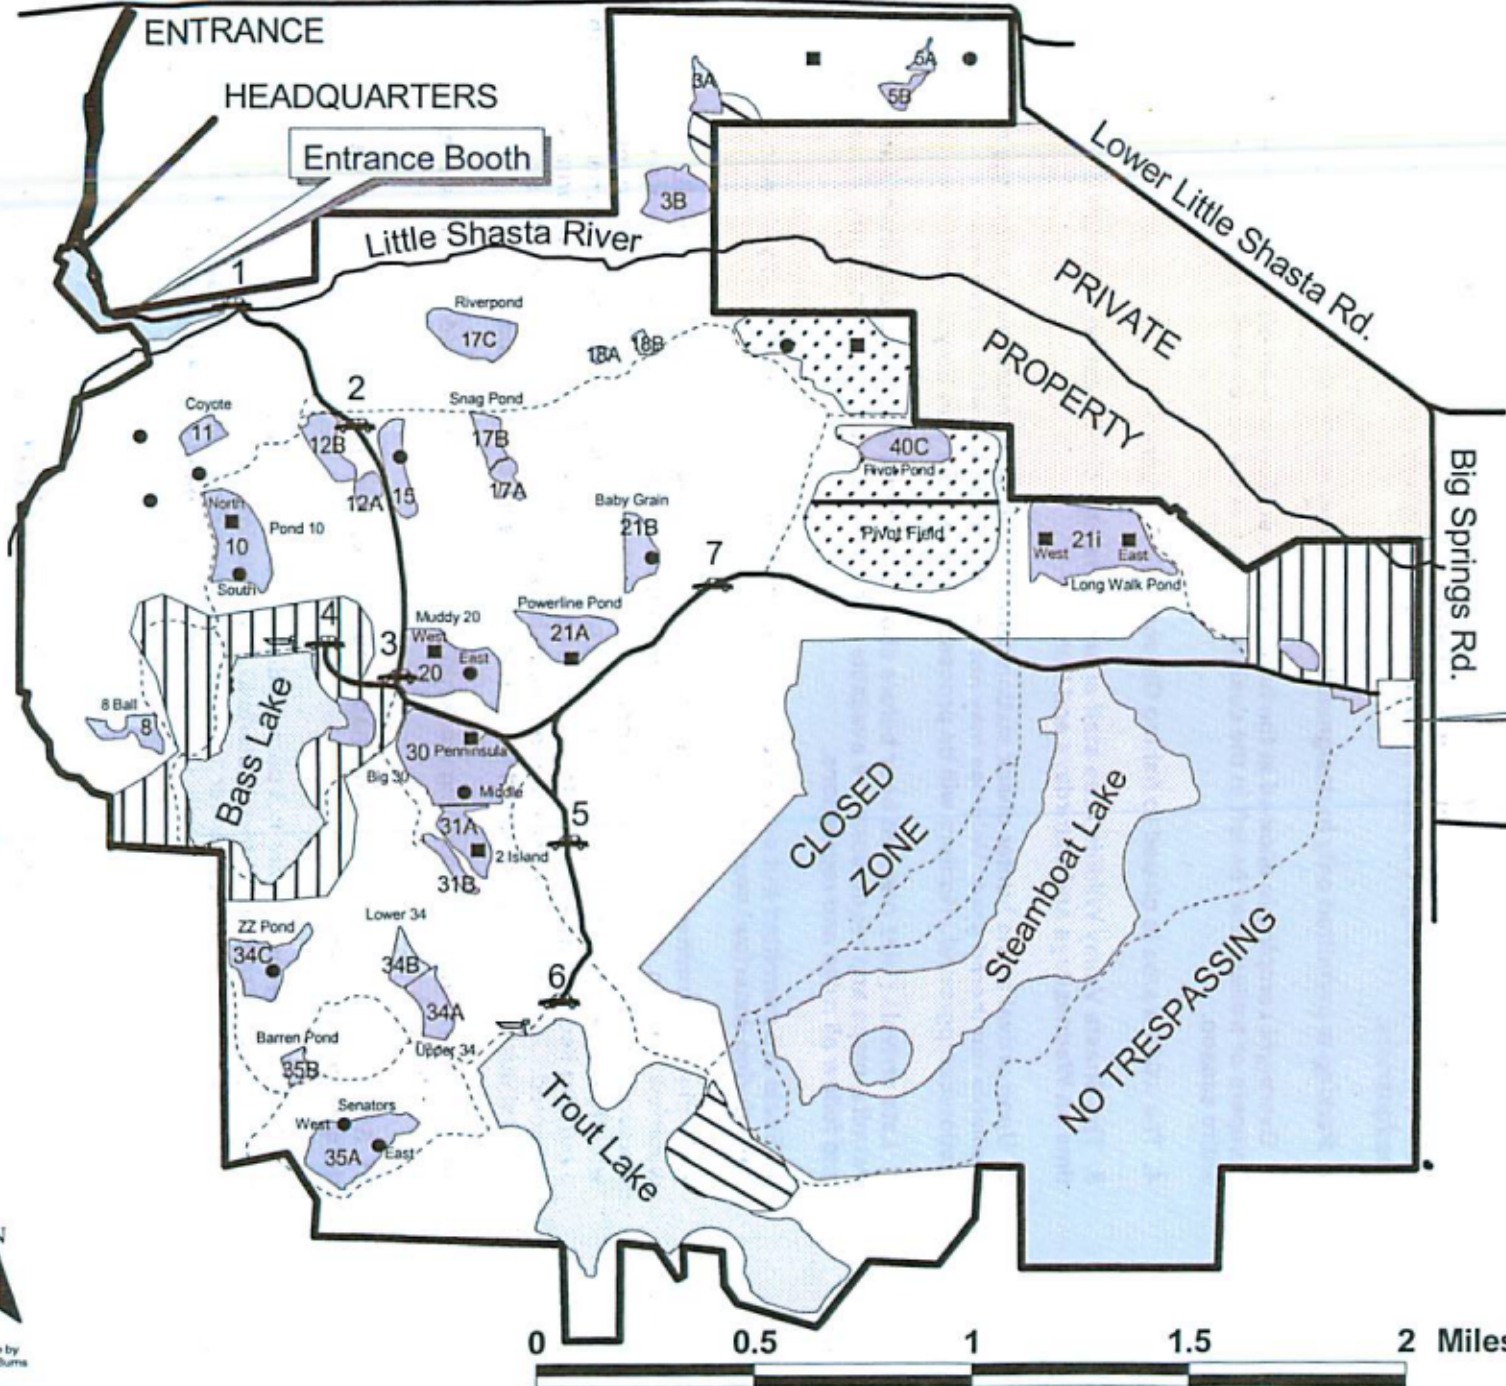 ENTRANCE
HEADQUARTERS
Entrance Booth
3A
5A
5B
3B
Lower Little Shasta Rd.
Little Shasta River
1
PRIVATE
PROPERTY
Riverpond
17C
18A
18B
2
Snag Pond
Coyote
11
12B
17B
12A
15
17A
40C
Pivot Pond
Big Springs Rd.
North
10
South
Pond 10
Baby Grain
21B
Pivot Field
West
21i
East
Long Walk Pond
7
4
3
Muddy 20
West
East
20
Powerline Pond
21A
8 Ball
8
Bass Lake
30
Penninsula
Big 30
Middle
31A
2 Island
31B
5
CLOSED
ZONE
Steamboat Lake
NO TRESPASSING
ZZ Pond
34C
Lower 34
34B
34A
Upper 34
6
Barren Pond
35B
Senators
West
East
35A
Trout Lake
N
by
Burns
0 0.5 1 1.5 2 Miles